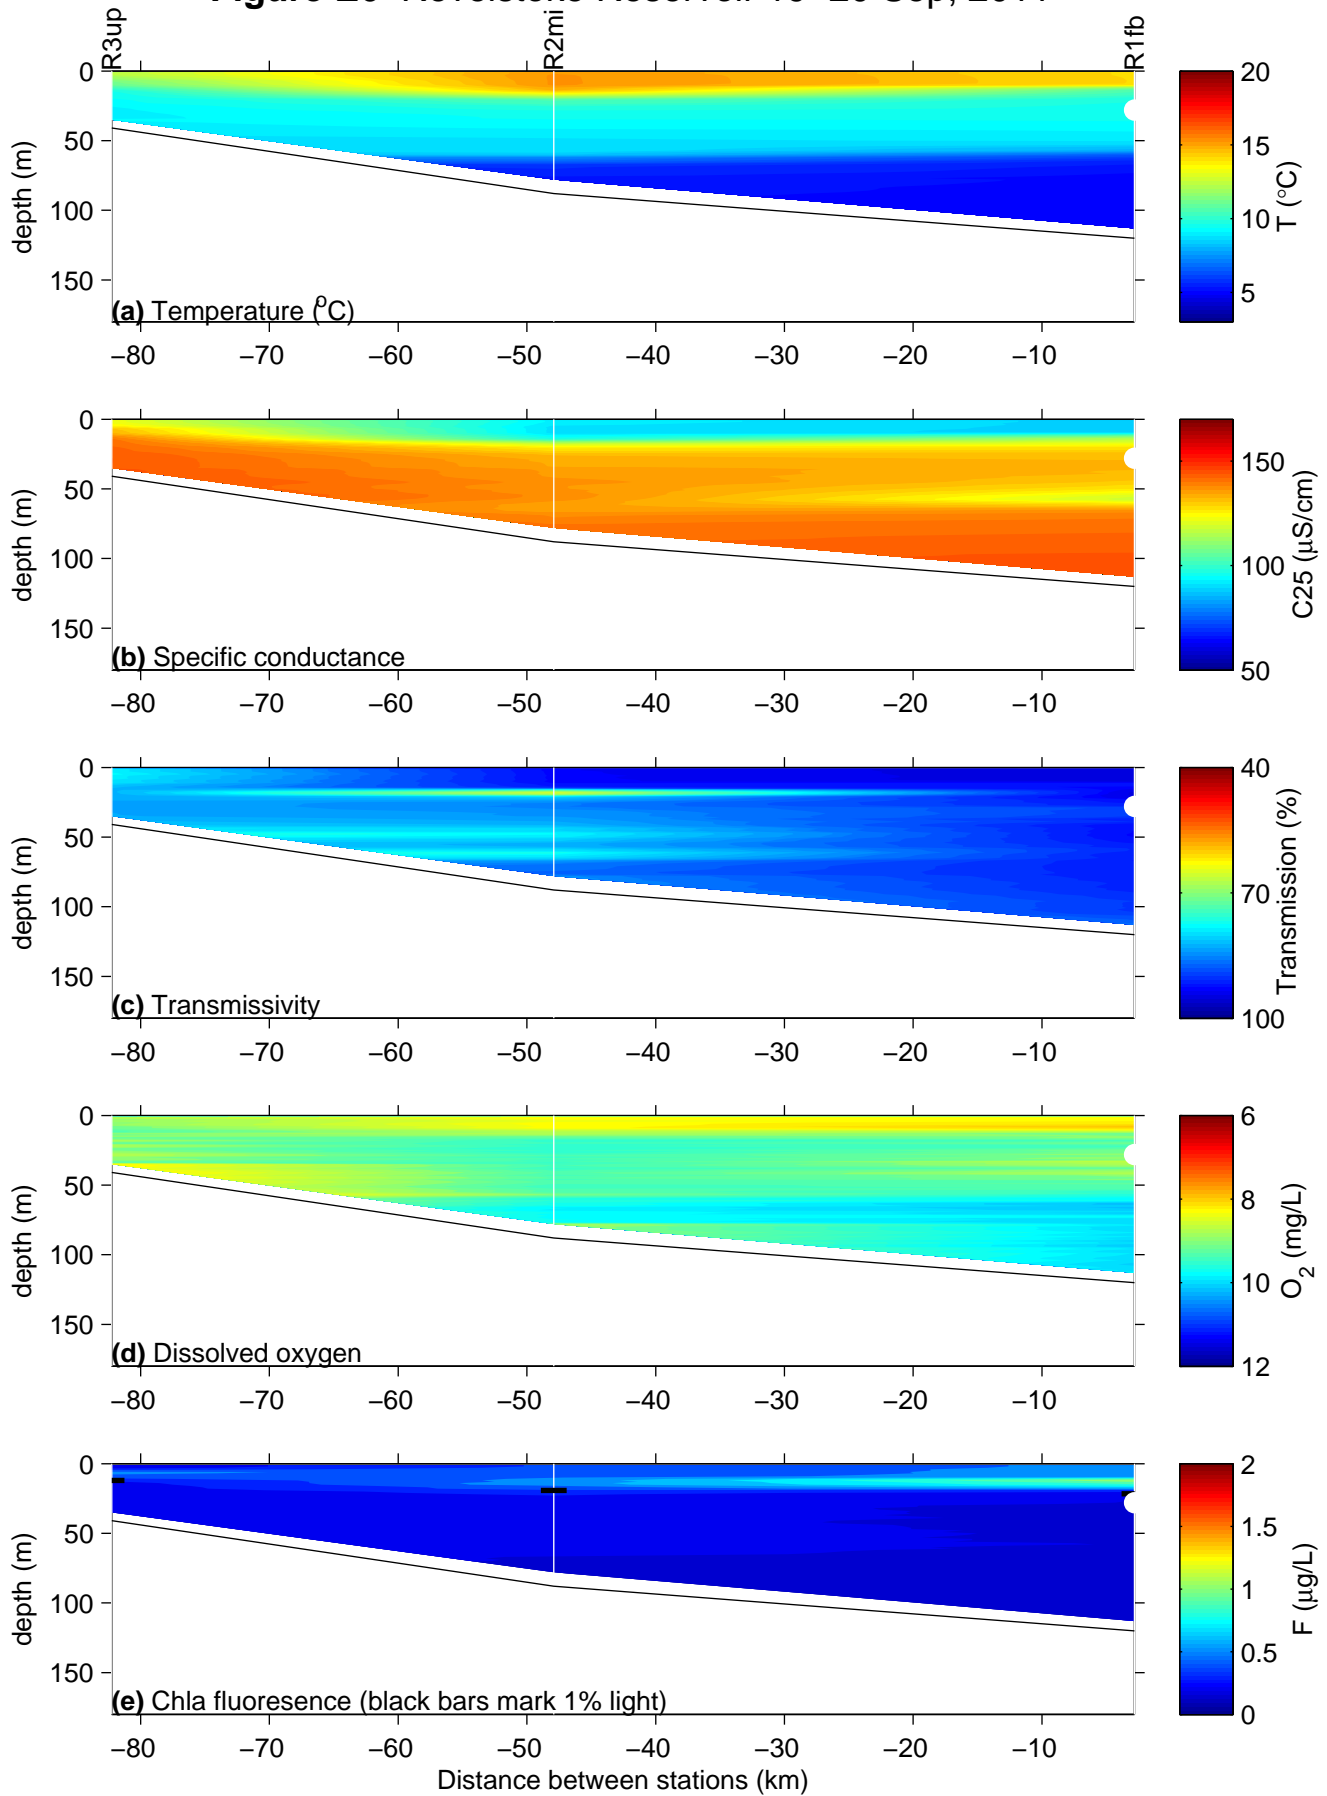 Revelstoke Reservoir
R3up R2mi R1fb
0
50
100
150
depth (m)
(a) Temperature (°C)
−80 −70 −60 −50 −40 −30 −20 −10
20
15
10
5
T (°C)
0
50
100
150
depth (m)
(b) Specific conductance
−80 −70 −60 −50 −40 −30 −20 −10
150
100
50
C25 (μS/cm)
0
50
100
150
depth (m)
(c) Transmissivity
−80 −70 −60 −50 −40 −30 −20 −10
40
70
100
Transmission (%)
0
50
100
150
depth (m)
(d) Dissolved oxygen
−80 −70 −60 −50 −40 −30 −20 −10
6
8
10
12
O2 (mg/L)
0
50
100
150
depth (m)
(e) Chla fluoresence (black bars mark 1% light)
−80 −70 −60 −50 −40 −30 −20 −10
2
1.5
1
0.5
0
F (μg/L)
Distance between stations (km)